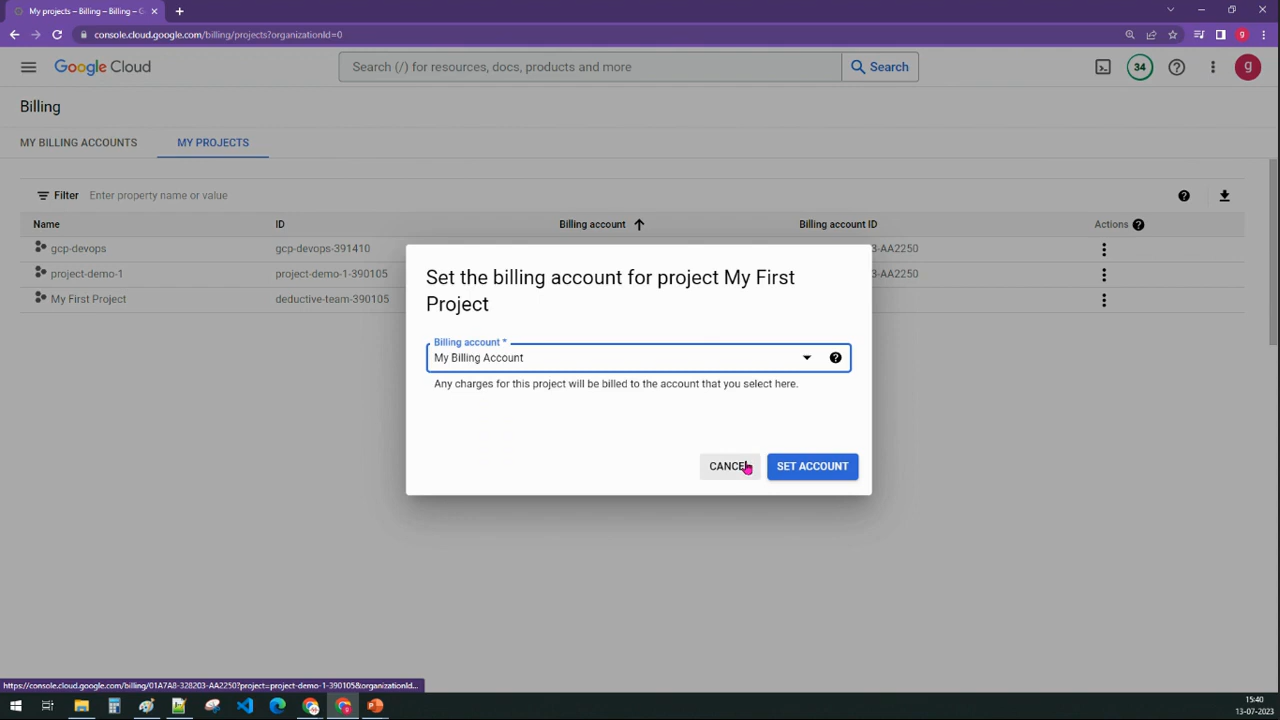 My projects – Billing – Billing – G
console.cloud.google.com/billing/projects?organizationId=0
g
Google Cloud
Search (/) for resources, docs, products and more
Search
34
g
Billing
MY BILLING ACCOUNTS
MY PROJECTS
Filter
Enter property name or value
Name
ID
Billing account
Billing account ID
Actions
gcp-devops
gcp-devops-391410
3-AA2250
project-demo-1
project-demo-1-390105
3-AA2250
My First Project
deductive-team-390105
Set the billing account for project My First
Project
Billing account *
My Billing Account
Any charges for this project will be billed to the account that you select here.
CANCEL
SET ACCOUNT
https://console.cloud.google.com/billing/01A7A8-328203-AA2250?project=project-demo-1-390105&organizationId...
15:40
13-07-2023